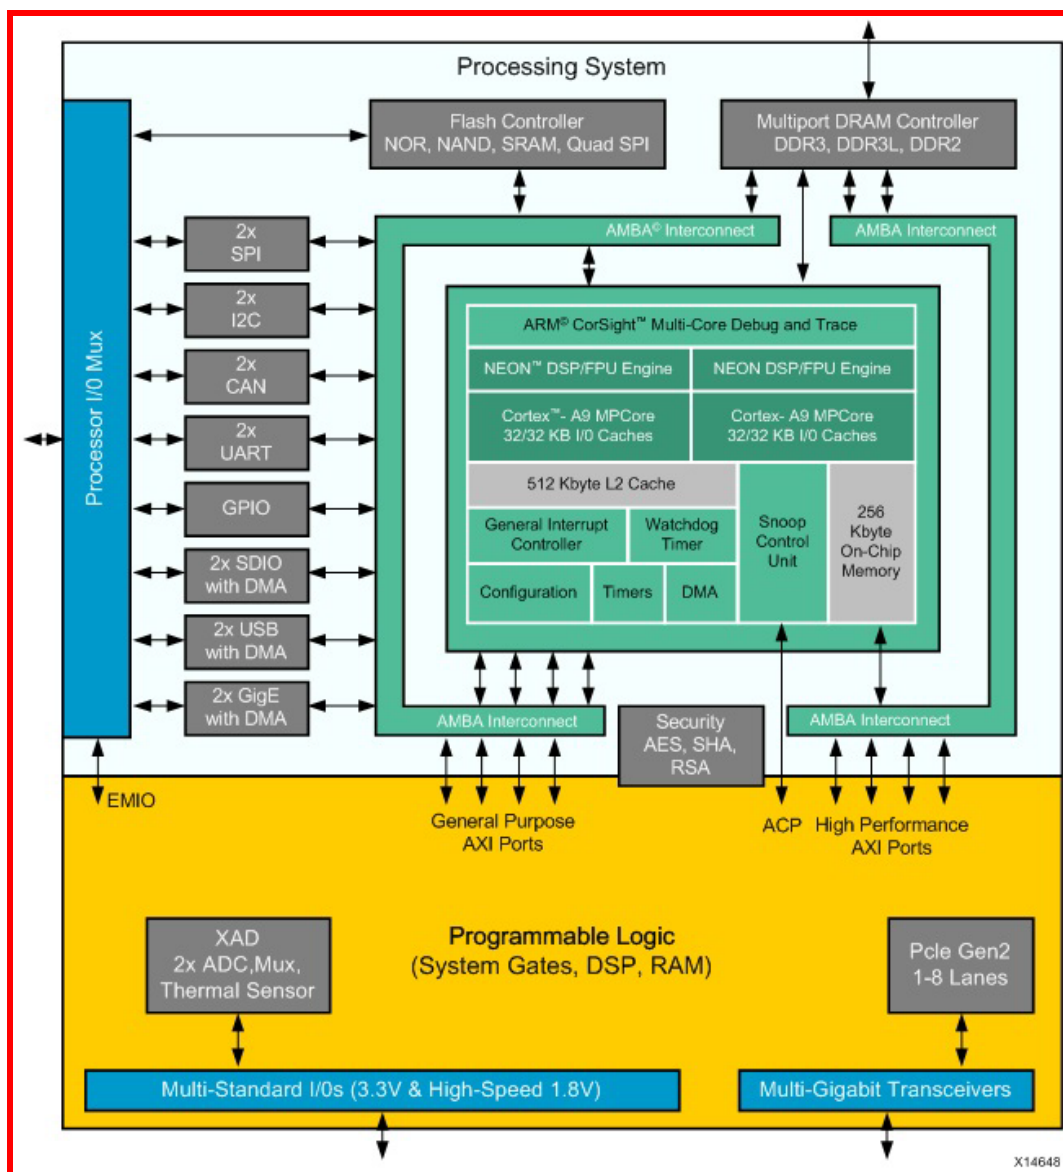 Processing System
Flash Controller
NOR, NAND, SRAM, Quad SPI
Multiport DRAM Controller
DDR3, DDR3L, DDR2
Processor I/0 Mux
2x
SPI
2x
I2C
2x
CAN
2x
UART
GPIO
2x SDIO
with DMA
2x USB
with DMA
2x GigE
with DMA
AMBA© Interconnect
AMBA Interconnect
ARM© CorSight™ Multi-Core Debug and Trace
NEON™ DSP/FPU Engine
NEON DSP/FPU Engine
Cortex™- A9 MPCore
32/32 KB I/0 Caches
Cortex- A9 MPCore
32/32 KB I/0 Caches
512 Kbyte L2 Cache
General Interrupt
Controller
Watchdog
Timer
Configuration
Timers
DMA
Snoop
Control
Unit
256
Kbyte
On-Chip
Memory
AMBA Interconnect
Security
AES, SHA,
RSA
AMBA Interconnect
EMIO
General Purpose
AXI Ports
ACP
High Performance
AXI Ports
XAD
2x ADC,Mux,
Thermal Sensor
Programmable Logic
(System Gates, DSP, RAM)
PcIe Gen2
1-8 Lanes
Multi-Standard I/0s (3.3V & High-Speed 1.8V)
Multi-Gigabit Transceivers
X14648